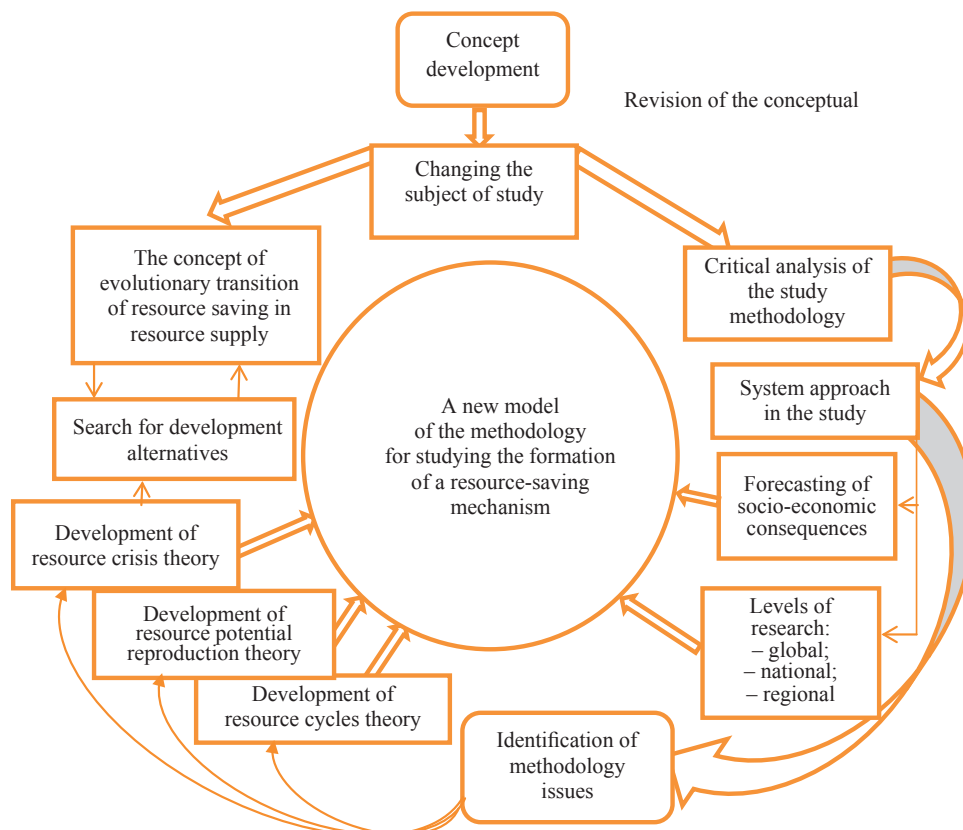 Concept
development
Revision of the conceptual
Changing the
subject of study
The concept of
evolutionary transition
of resource saving in
resource supply
Critical analysis of
the study
methodology
System approach
in the study
Search for development
alternatives
A new model
of the methodology
for studying the formation
of a resource-saving
mechanism
Forecasting of
socio-economic
consequences
Development of
resource crisis theory
Levels of
research:
– global;
– national;
– regional
Development of
resource potential
reproduction theory
Development of
resource cycles theory
Identification of
methodology
issues